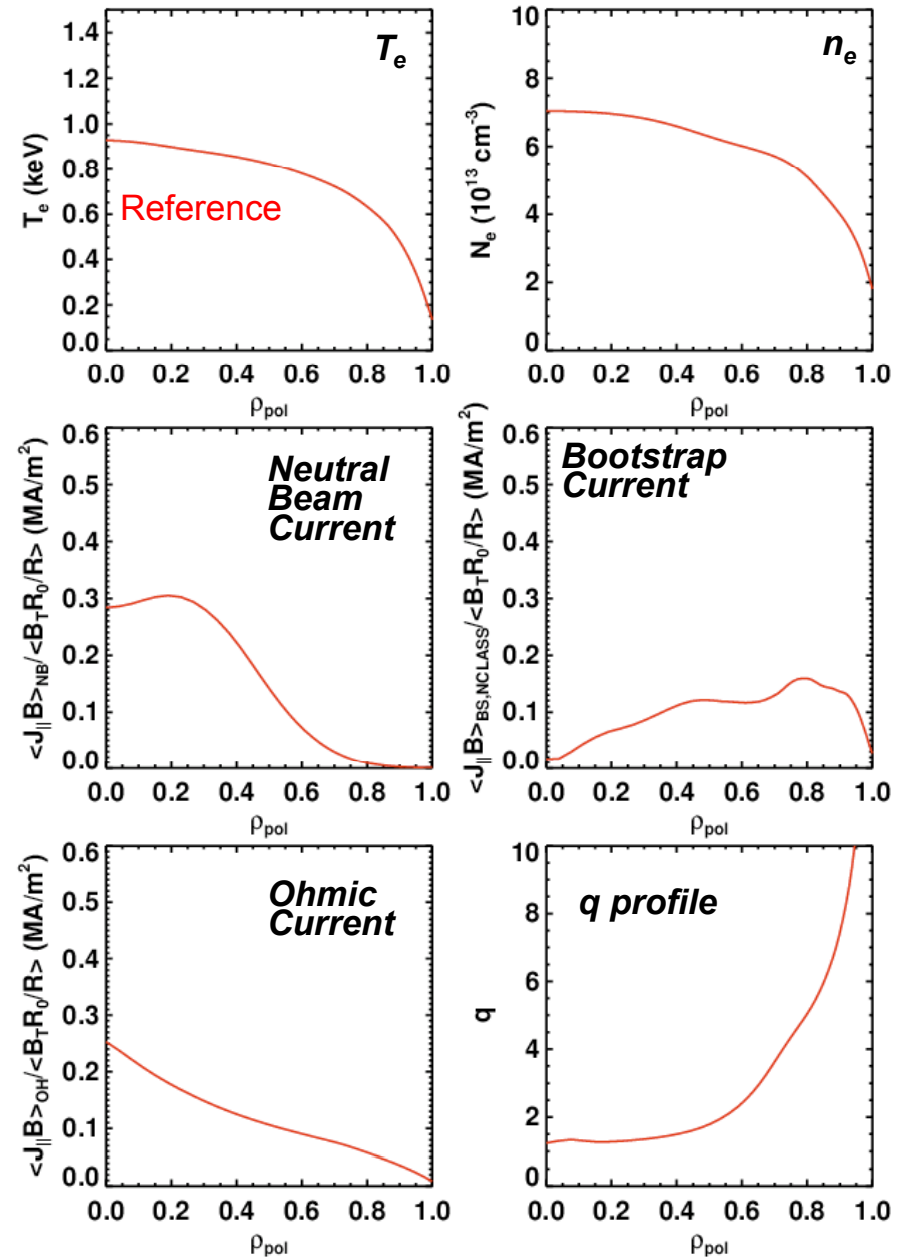 T_e
T_e (keV)
Reference
1.4
1.2
1.0
0.8
0.6
0.4
0.2
0.0
0.0 0.2 0.4 0.6 0.8 1.0
ρ_pol
n_e
N_e (10^13 cm^-3)
10
8
6
4
2
0
0.0 0.2 0.4 0.6 0.8 1.0
ρ_pol
Neutral
Beam
Current
<J_||B>_NB/<B_TR_0/R> (MA/m^2)
0.6
0.5
0.4
0.3
0.2
0.1
0.0
0.0 0.2 0.4 0.6 0.8 1.0
ρ_pol
Bootstrap
Current
<J_||B>_BS,NCLASS/<B_TR_0/R> (MA/m^2)
0.6
0.5
0.4
0.3
0.2
0.1
0.0
0.0 0.2 0.4 0.6 0.8 1.0
ρ_pol
Ohmic
Current
<J_||B>_OH/<B_TR_0/R> (MA/m^2)
0.6
0.5
0.4
0.3
0.2
0.1
0.0
0.0 0.2 0.4 0.6 0.8 1.0
ρ_pol
q profile
q
10
8
6
4
2
0
0.0 0.2 0.4 0.6 0.8 1.0
ρ_pol